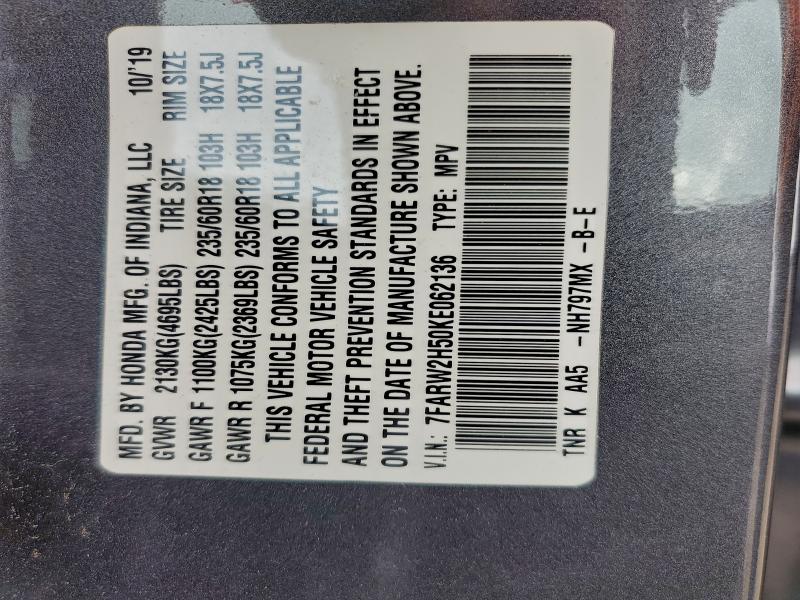 MFD. BY HONDA MFG. OF INDIANA, LLC 10/'19
GVWR 2130KG(4695LBS) TIRE SIZE RIM SIZE
GAWR F 1100KG(2425LBS) 235/60R18 103H 18X7.5J
GAWR R 1075KG(2369LBS) 235/60R18 103H 18X7.5J
THIS VEHICLE CONFORMS TO ALL APPLICABLE
FEDERAL MOTOR VEHICLE SAFETY
AND THEFT PREVENTION STANDARDS IN EFFECT
ON THE DATE OF MANUFACTURE SHOWN ABOVE.
V.I.N.: 7FARW2H50KE062136 TYPE: MPV
TNR K AA5 -NH797MX -B-E